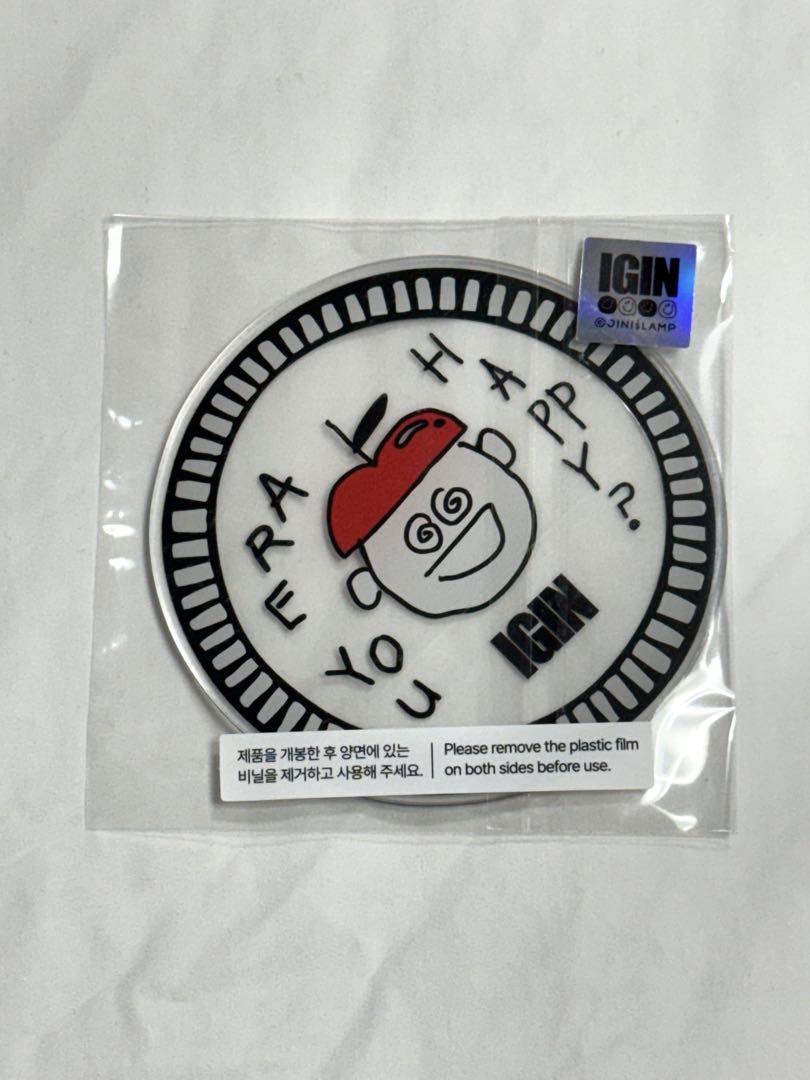 IGIN
©JINI's LAMP
ARE
YOU
HAPPY?
IGIN
제품을 개봉한 후 양면에 있는
비닐을 제거하고 사용해 주세요.
Please remove the plastic film
on both sides before use.